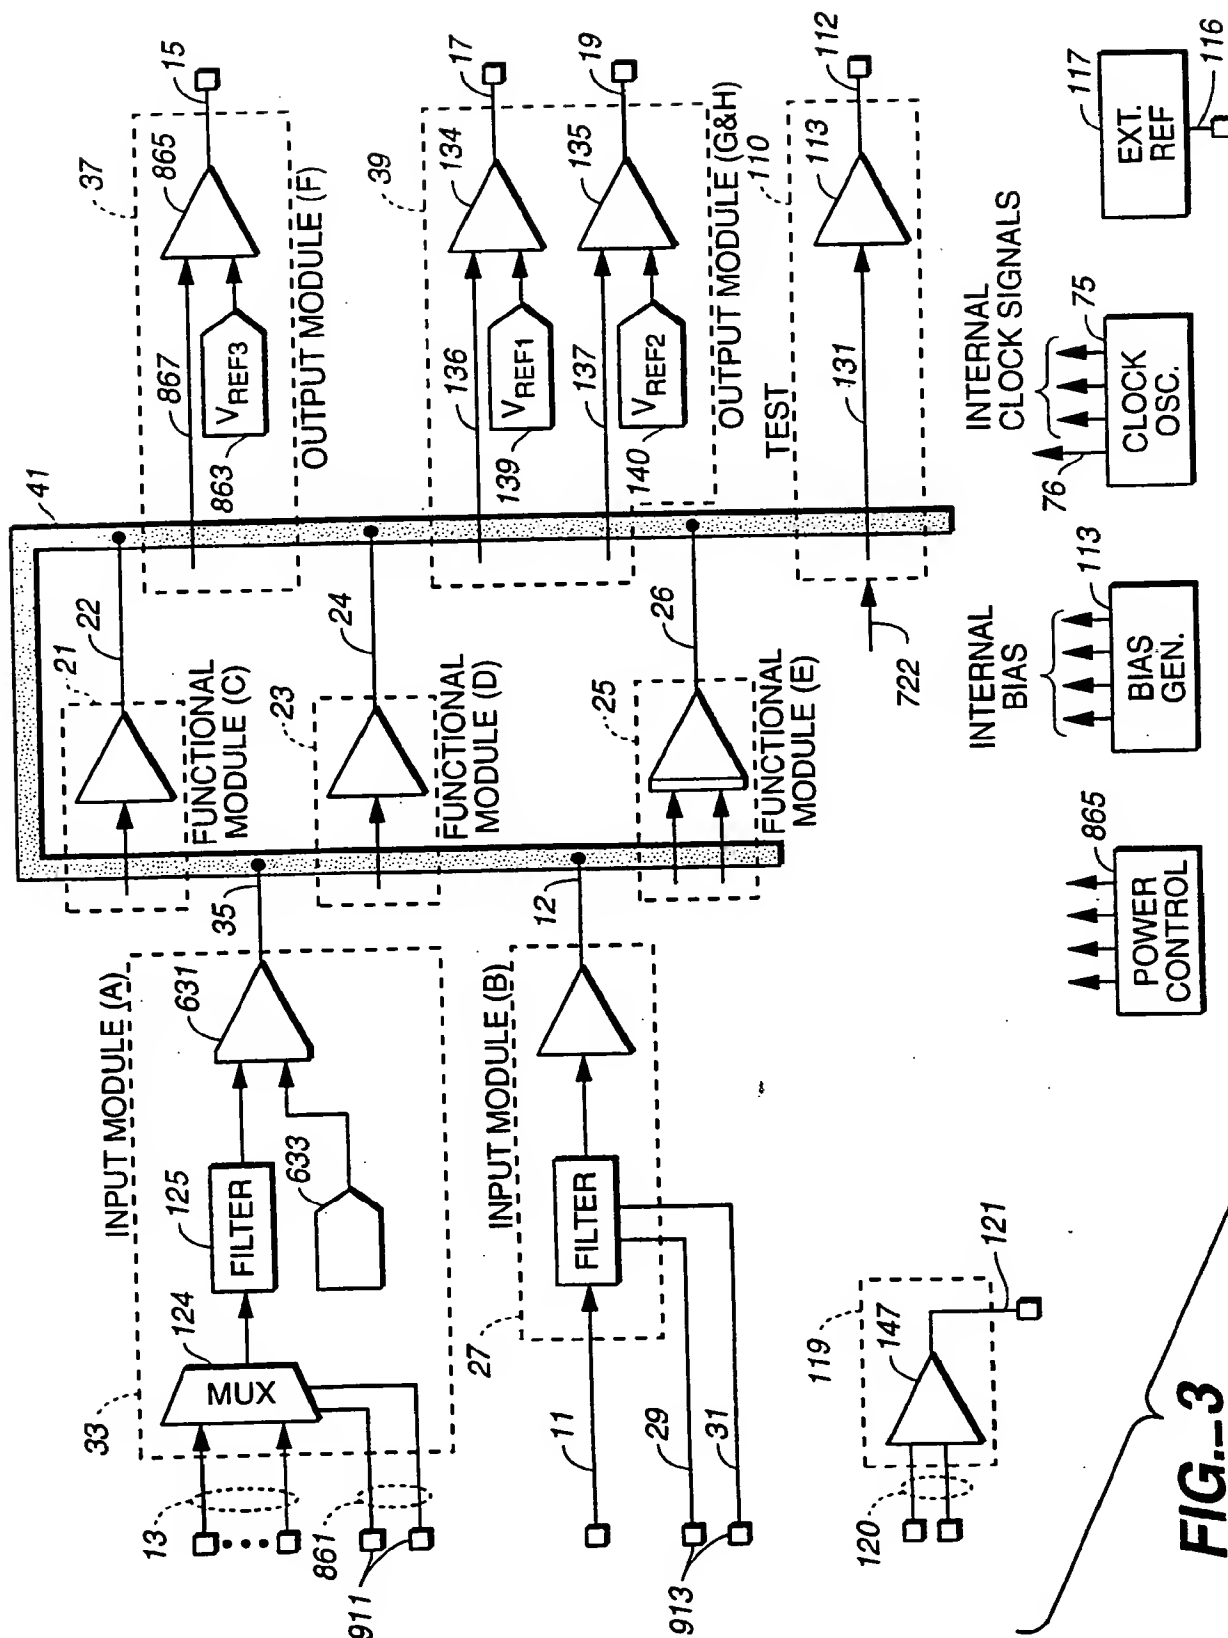 INPUT MODULE (A)
33
13
861
911
124
MUX
125
FILTER
633
631
35
INPUT MODULE (B)
27
11
29
31
913
FILTER
12
21
22
FUNCTIONAL
MODULE (C)
23
24
FUNCTIONAL
MODULE (D)
25
26
FUNCTIONAL
MODULE (E)
41
37
865
15
867
VREF3
863
OUTPUT MODULE (F)
39
134
17
136
VREF1
139
135
19
137
VREF2
140
OUTPUT MODULE (G&H)
TEST
110
113
112
131
722
119
147
120
121
POWER
CONTROL
865
INTERNAL
BIAS
BIAS
GEN.
113
INTERNAL
CLOCK SIGNALS
76
75
CLOCK
OSC.
117
EXT.
REF
116
FIG._3